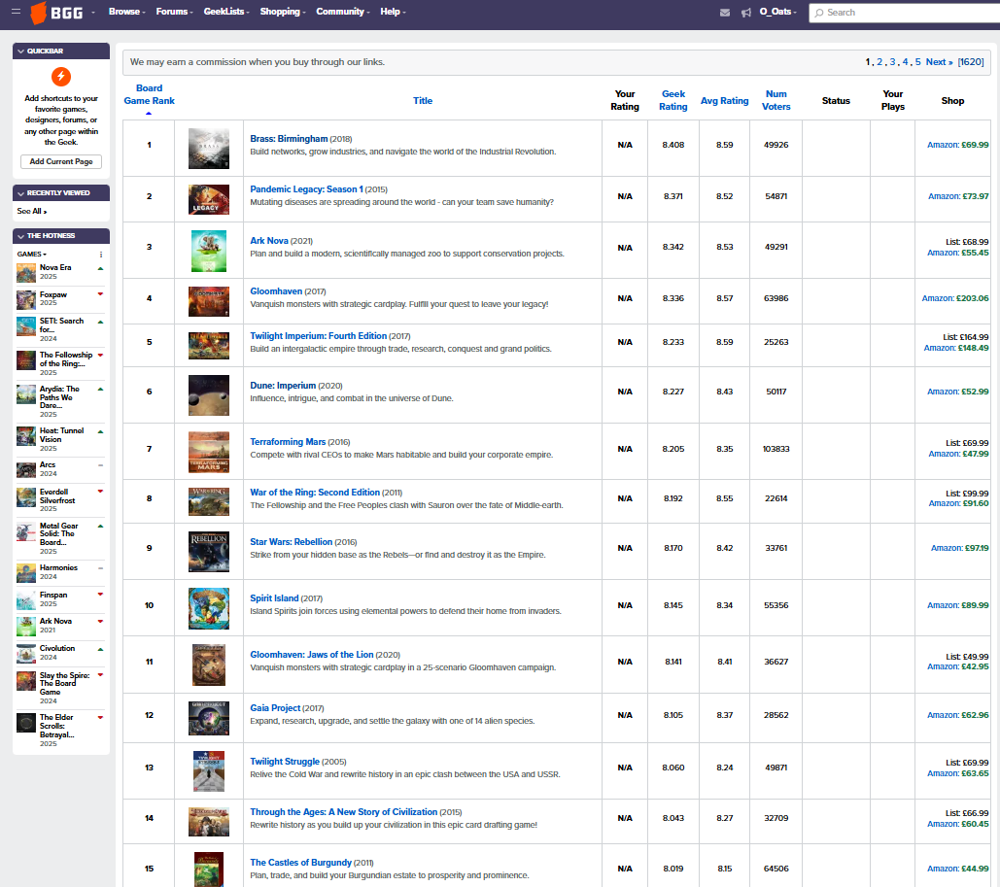 BGG
Browse
Forums
GeekLists
Shopping
Community
Help
O_Oats
Search
QUICKBAR
Add shortcuts to your
favorite games,
designers, forums, or
any other page within
the Geek.
Add Current Page
RECENTLY VIEWED
See All »
THE HOTNESS
GAMES
Nova Era
2025
Foxpaw
2025
SETI: Search
for...
2024
The Fellowship
of the Ring:...
2025
Arydia: The
Paths We
Dare...
2025
Heat: Tunnel
Vision
2025
Arcs
2024
Everdell
Silverfrost
2025
Metal Gear
Solid: The
Board...
2025
Harmonies
2024
Finspan
2025
Ark Nova
2021
Civolution
2024
Slay the Spire:
The Board
Game
2024
The Elder
Scrolls:
Betrayal...
2025
We may earn a commission when you buy through our links.
1 , 2 , 3 , 4 , 5 Next » [1620]
Board
Game Rank
Title
Your
Rating
Geek
Rating
Avg Rating
Num
Voters
Status
Your
Plays
Shop
1
Brass: Birmingham (2018)
Build networks, grow industries, and navigate the world of the Industrial Revolution.
N/A 8.408 8.59 49926
Amazon: £69.99
2
LEGACY
Pandemic Legacy: Season 1 (2015)
Mutating diseases are spreading around the world - can your team save humanity?
N/A 8.371 8.52 54871
Amazon: £73.97
3
Ark Nova (2021)
Plan and build a modern, scientifically managed zoo to support conservation projects.
N/A 8.342 8.53 49291
List: £68.99
Amazon: £55.45
4
Gloomhaven (2017)
Vanquish monsters with strategic cardplay. Fulfill your quest to leave your legacy!
N/A 8.336 8.57 63986
Amazon: £203.06
5
Twilight Imperium: Fourth Edition (2017)
Build an intergalactic empire through trade, research, conquest and grand politics.
N/A 8.233 8.59 25263
List: £164.99
Amazon: £148.49
6
Dune: Imperium (2020)
Influence, intrigue, and combat in the universe of Dune.
N/A 8.227 8.43 50117
Amazon: £52.99
7
TERRAFORMING
MARS
Terraforming Mars (2016)
Compete with rival CEOs to make Mars habitable and build your corporate empire.
N/A 8.205 8.35 103833
List: £69.99
Amazon: £47.99
8
War of the Ring: Second Edition (2011)
The Fellowship and the Free Peoples clash with Sauron over the fate of Middle-earth.
N/A 8.192 8.55 22614
List: £99.99
Amazon: £91.60
9
REBELLION
Star Wars: Rebellion (2016)
Strike from your hidden base as the Rebels—or find and destroy it as the Empire.
N/A 8.170 8.42 33761
Amazon: £97.19
10
Spirit Island (2017)
Island Spirits join forces using elemental powers to defend their home from invaders.
N/A 8.145 8.34 55356
Amazon: £89.99
11
Gloomhaven: Jaws of the Lion (2020)
Vanquish monsters with strategic cardplay in a 25-scenario Gloomhaven campaign.
N/A 8.141 8.41 36627
List: £49.99
Amazon: £42.95
12
Gaia Project (2017)
Expand, research, upgrade, and settle the galaxy with one of 14 alien species.
N/A 8.105 8.37 28562
Amazon: £62.96
13
Twilight Struggle (2005)
Relive the Cold War and rewrite history in an epic clash between the USA and USSR.
N/A 8.060 8.24 49871
List: £69.99
Amazon: £63.65
14
Through the Ages: A New Story of Civilization (2015)
Rewrite history as you build up your civilization in this epic card drafting game!
N/A 8.043 8.27 32709
List: £66.99
Amazon: £60.45
15
The Castles of Burgundy (2011)
Plan, trade, and build your Burgundian estate to prosperity and prominence.
N/A 8.019 8.15 64506
Amazon: £44.99